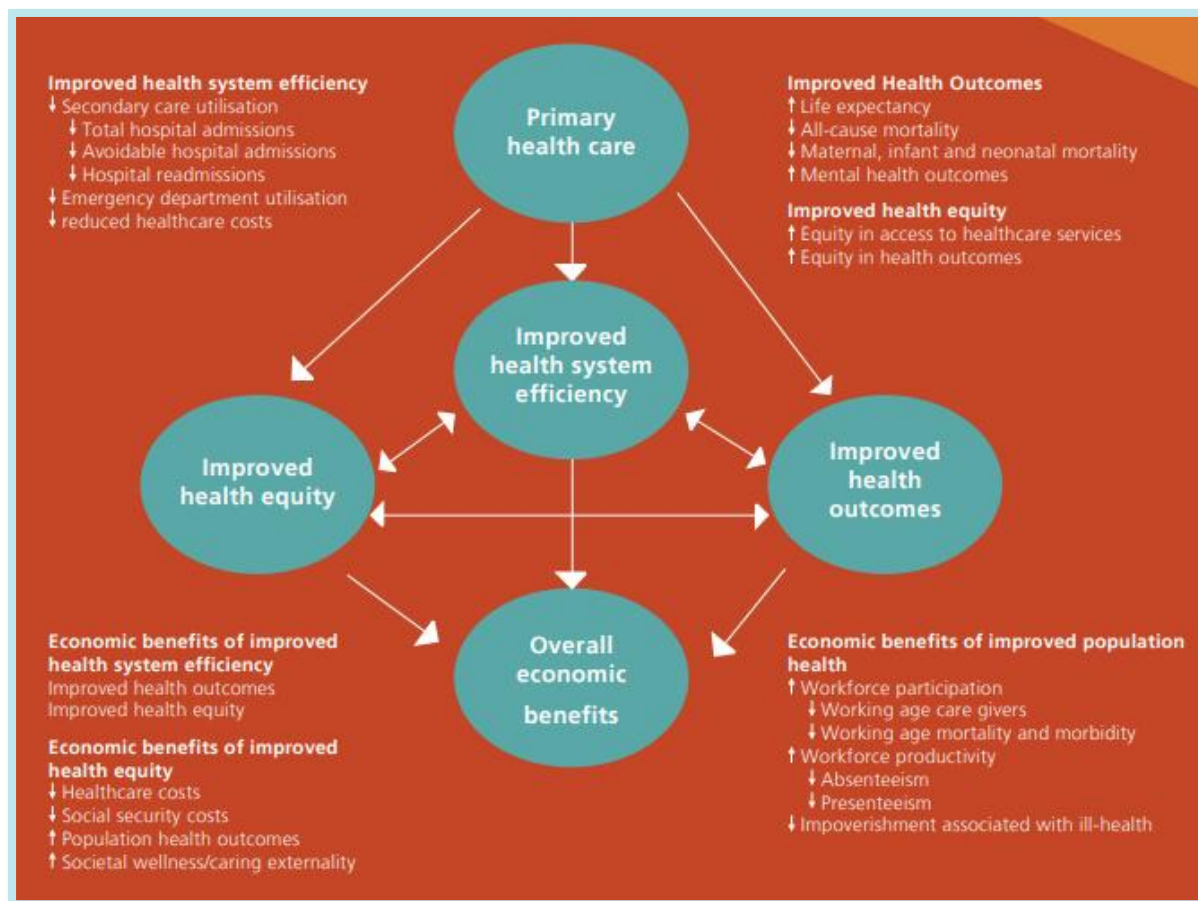 Improved health system efficiency
↓ Secondary care utilisation
↓ Total hospital admissions
↓ Avoidable hospital admissions
↓ Hospital readmissions
↓ Emergency department utilisation
↓ reduced healthcare costs
Primary
health care
Improved Health Outcomes
↑ Life expectancy
↓ All-cause mortality
↓ Maternal, infant and neonatal mortality
↑ Mental health outcomes
Improved health equity
↑ Equity in access to healthcare services
↑ Equity in health outcomes
Improved
health system
efficiency
Improved
health equity
Improved
health
outcomes
Overall
economic
benefits
Economic benefits of improved
health system efficiency
Improved health outcomes
Improved health equity
Economic benefits of improved
health equity
↓ Healthcare costs
↓ Social security costs
↑ Population health outcomes
↑ Societal wellness/caring externality
Economic benefits of improved population
health
↑ Workforce participation
↓ Working age care givers
↓ Working age mortality and morbidity
↑ Workforce productivity
↓ Absenteeism
↓ Presenteeism
↓ Impoverishment associated with ill-health